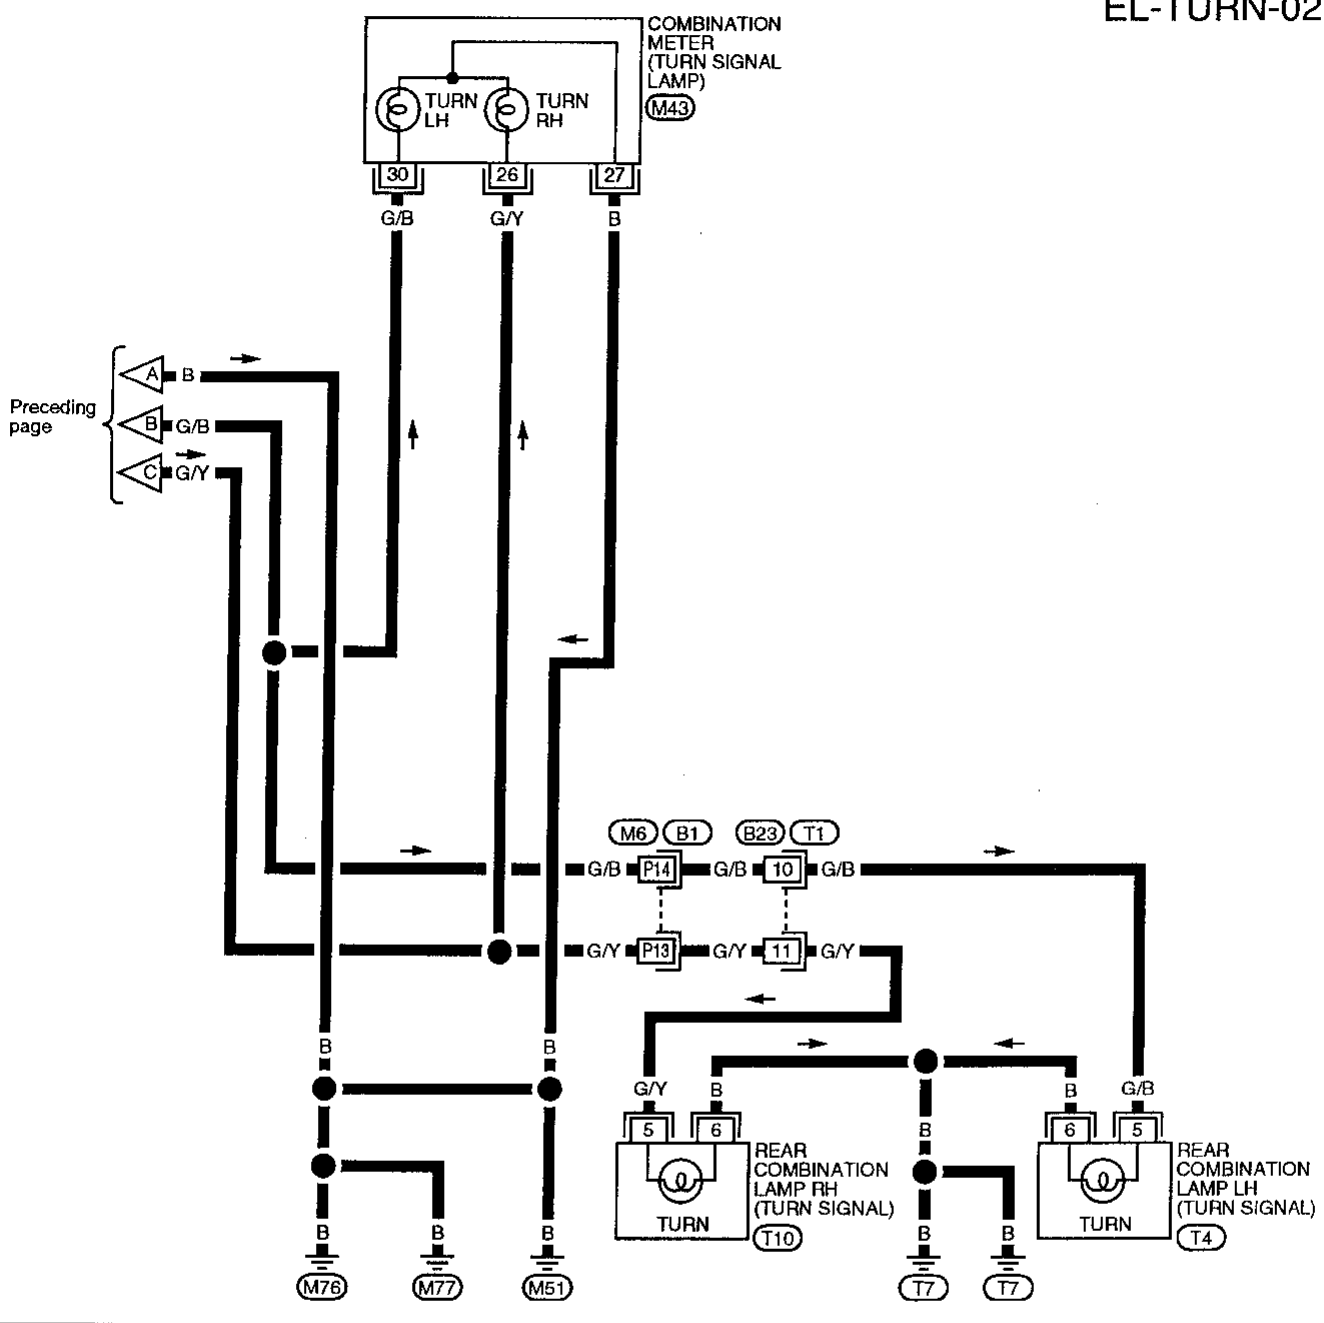 EL-TURN-02
COMBINATION
METER
(TURN SIGNAL
LAMP)
M43
TURN
LH
TURN
RH
30
26
27
G/B
G/Y
B
A
B
B
G/B
C
G/Y
Preceding
page
M6
B1
B23
T1
G/B
P14
G/B
10
G/B
G/Y
P13
G/Y
11
G/Y
B
B
G/Y
B
B
G/B
5
6
B
6
5
REAR
COMBINATION
LAMP RH
(TURN SIGNAL)
T10
TURN
REAR
COMBINATION
LAMP LH
(TURN SIGNAL)
T4
TURN
B
B
B
B
B
M76
M77
M51
T7
T7